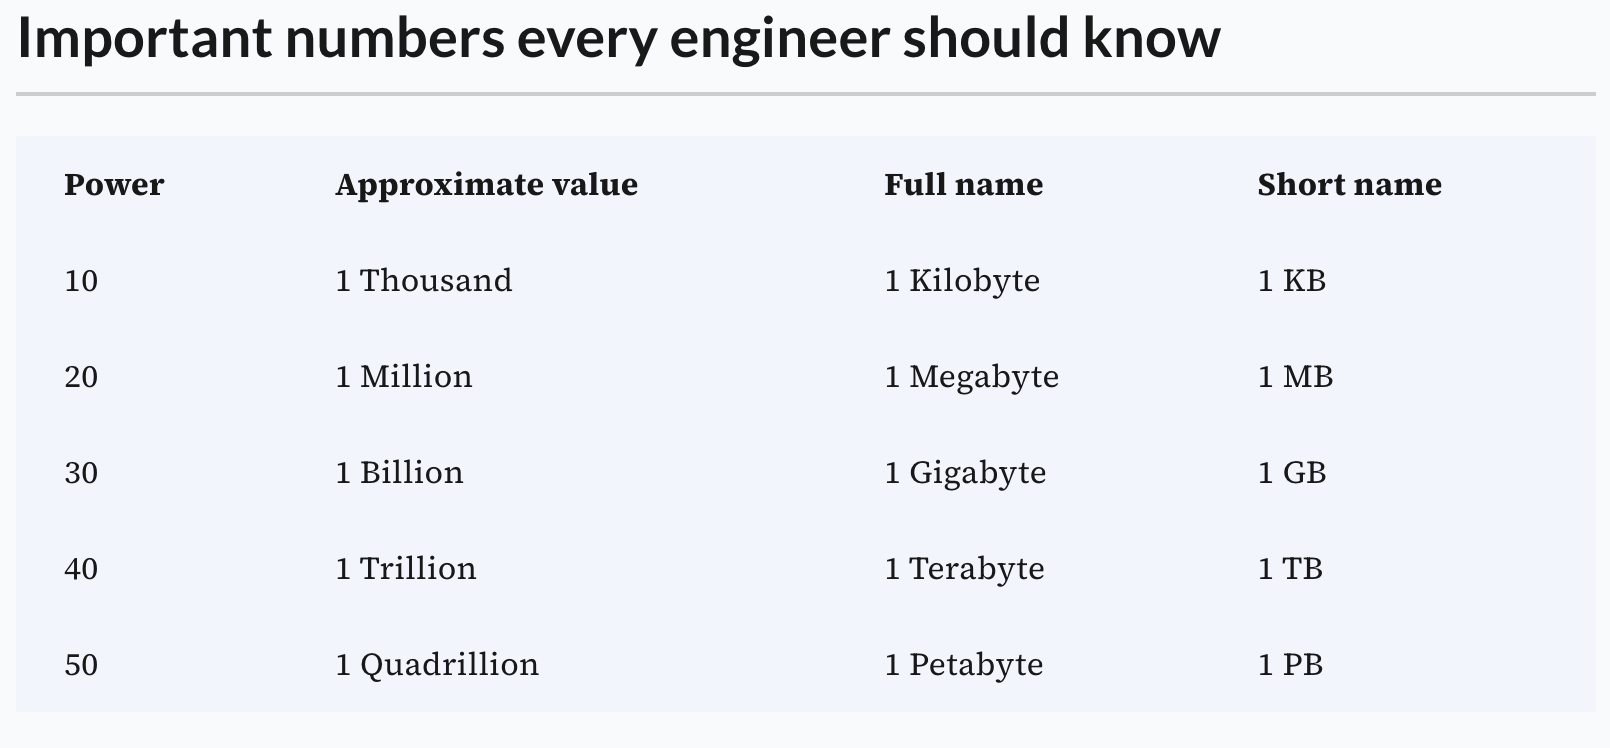 Important numbers every engineer should know
Power Approximate value Full name Short name
10 1 Thousand 1 Kilobyte 1 KB
20 1 Million 1 Megabyte 1 MB
30 1 Billion 1 Gigabyte 1 GB
40 1 Trillion 1 Terabyte 1 TB
50 1 Quadrillion 1 Petabyte 1 PB